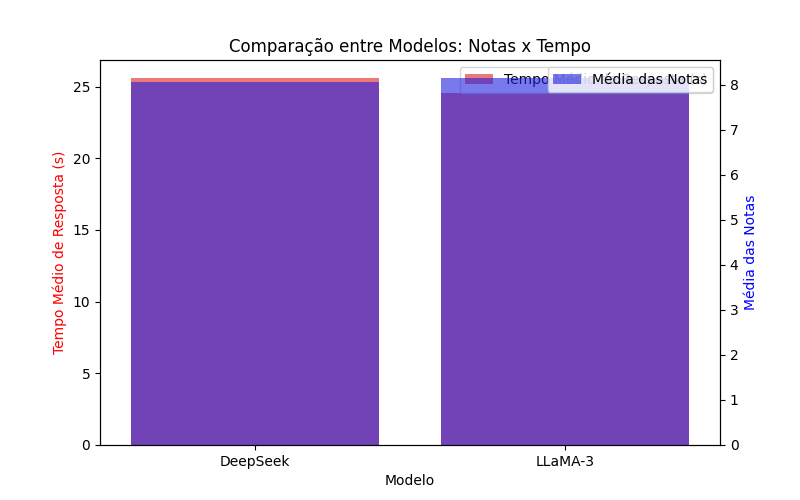 Comparação entre Modelos: Notas x Tempo
Tempo
Média das Notas
Tempo Médio de Resposta (s)
25
20
15
10
5
0
Média das Notas
8
7
6
5
4
3
2
1
0
DeepSeek
LLaMA-3
Modelo